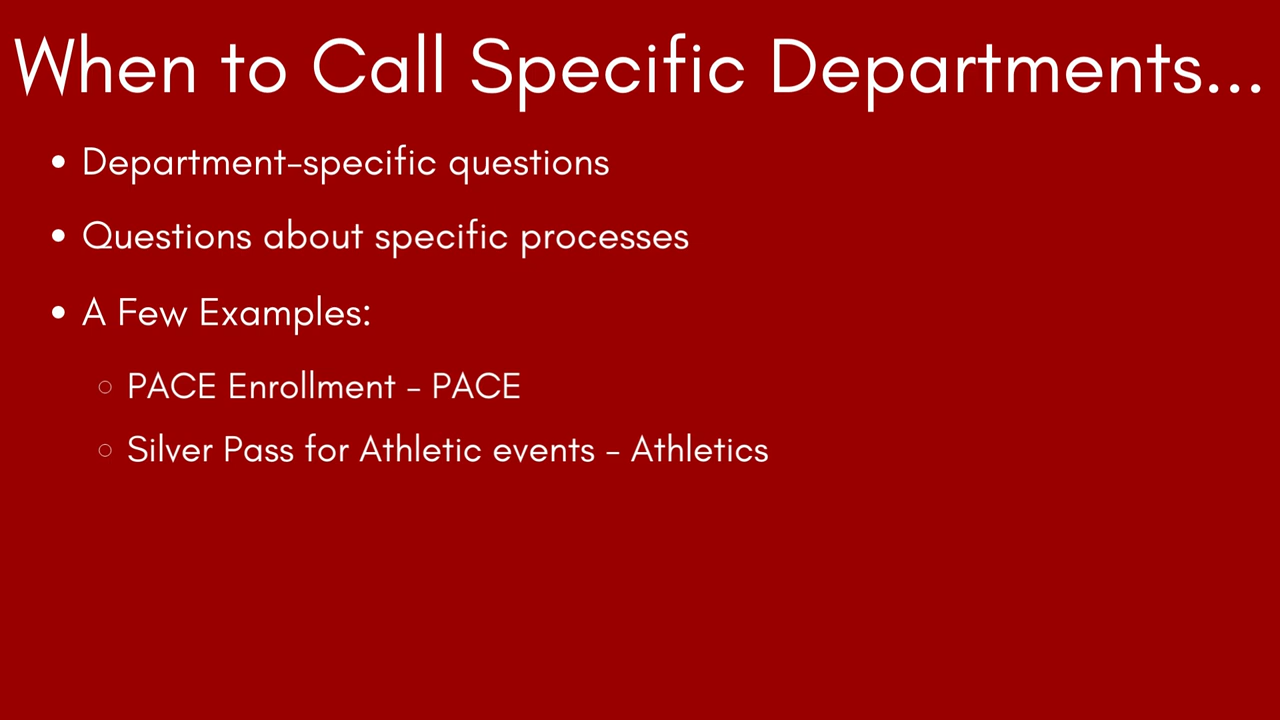 When to Call Specific Departments...
• Department-specific questions
• Questions about specific processes
• A Few Examples:
○ PACE Enrollment - PACE
○ Silver Pass for Athletic events - Athletics